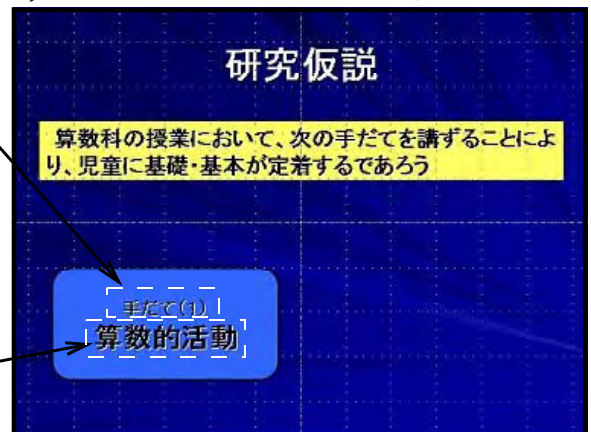 研究仮説
算数科の授業において、次の手だてを講ずることによ
り、児童に基礎・基本が定着するであろう
手だて(1)
算数的活動